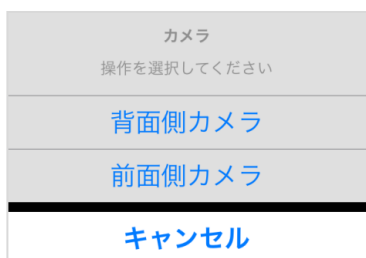 カメラ
操作を選択してください
背面側カメラ
前面側カメラ
キャンセル